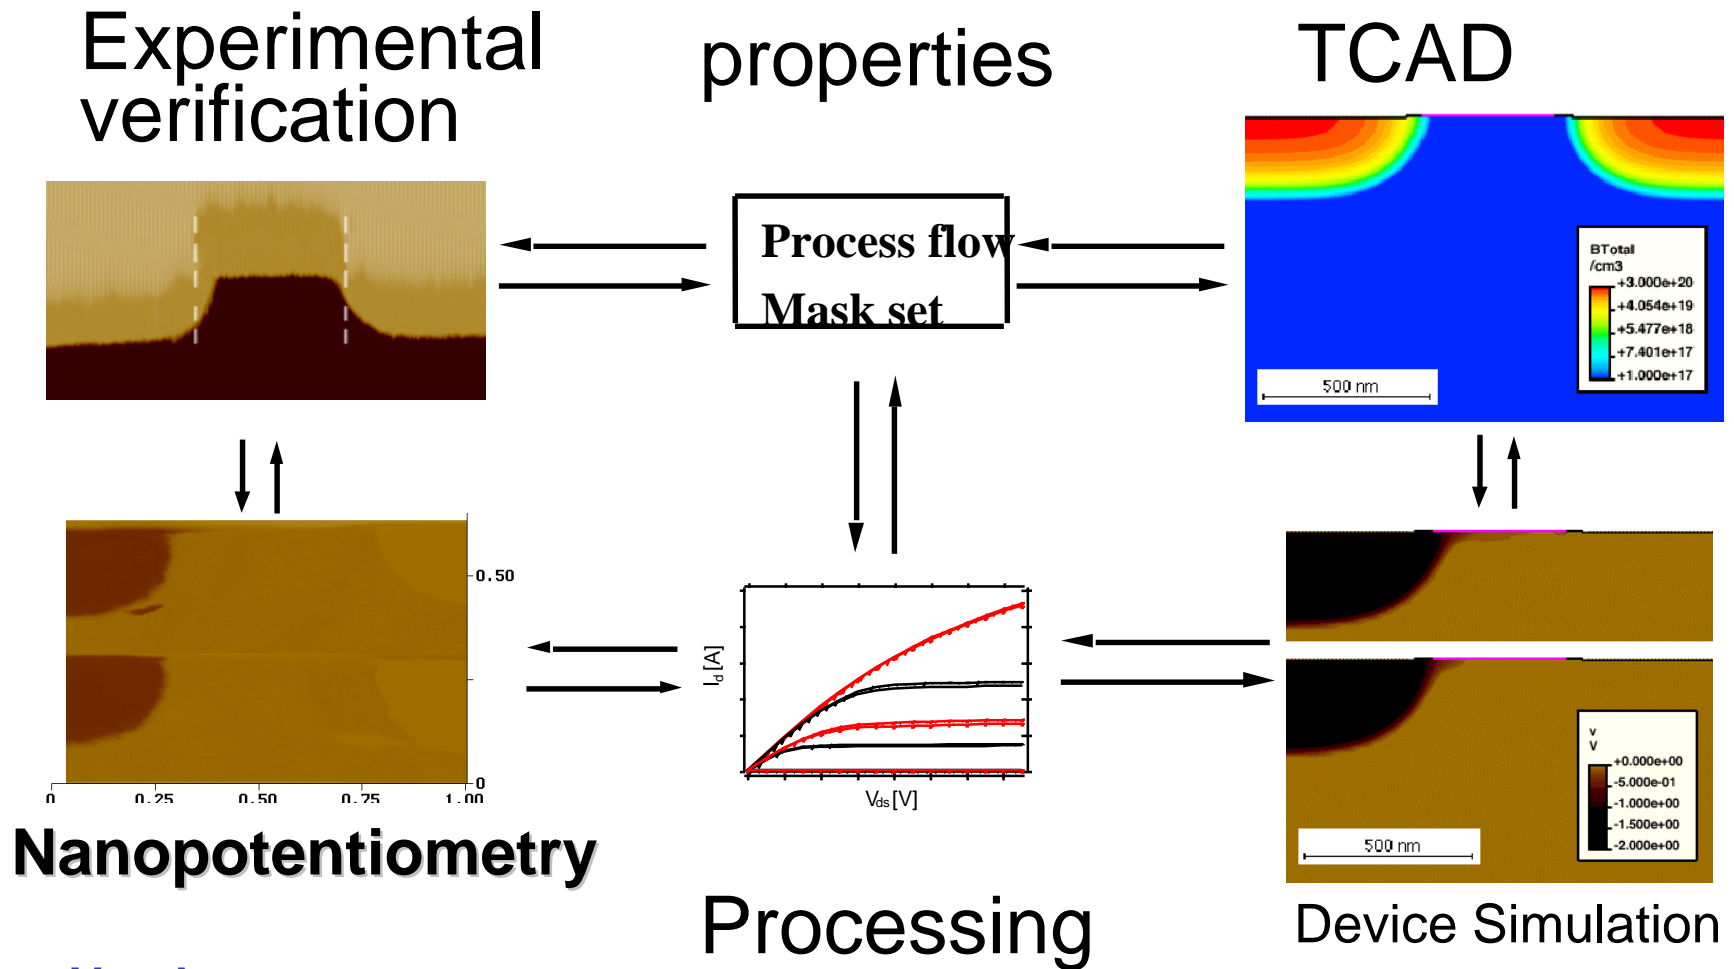 Experimental
verification
properties
TCAD
Process flow
Mask set
BTotal
/cm3
+3.000e+20
+4.054e+19
+5.477e+18
+7.401e+17
+1.000e+17
500 nm
0.50
0
0
0.25
0.50
0.75
1.00
Nanopotentiometry
Id [A]
Vds [V]
Processing
v
V
+0.000e+00
-5.000e-01
-1.000e+00
-1.500e+00
-2.000e+00
500 nm
Device Simulation